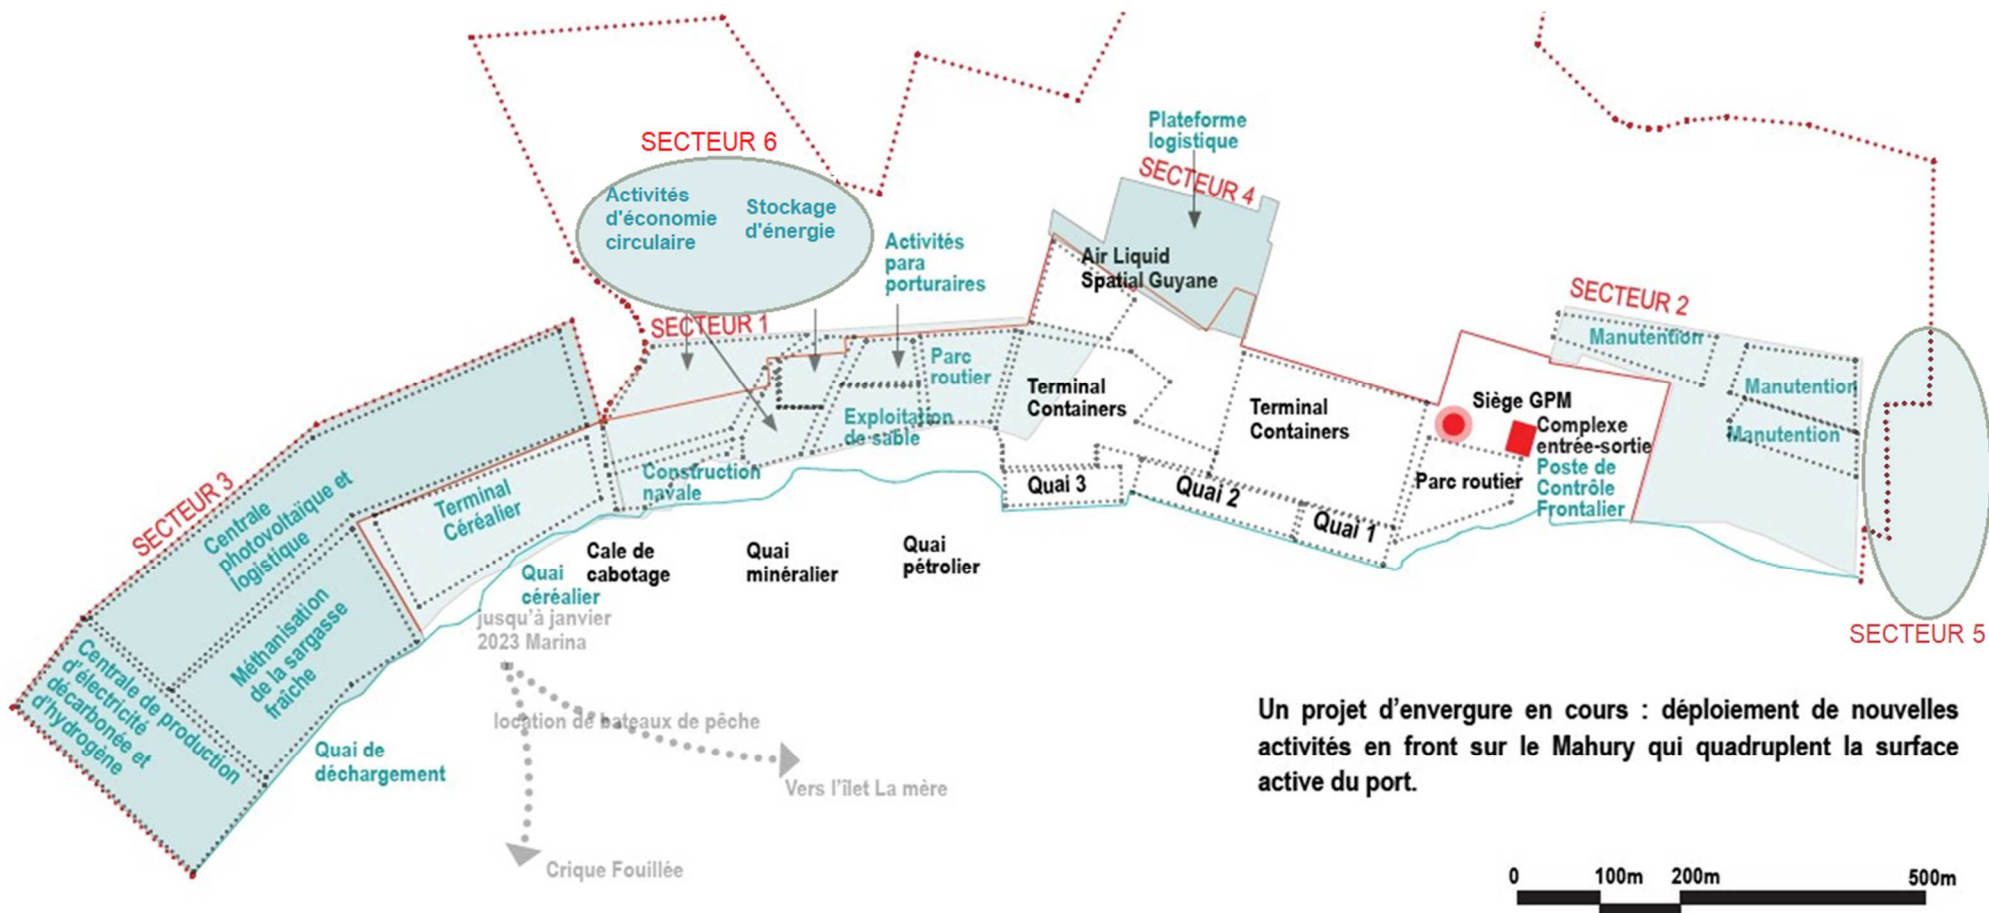 SECTEUR 6
Activités
d'économie
circulaire
Stockage
d'énergie
Activités
para
porturaires
Plateforme
logistique
SECTEUR 4
Air Liquid
Spatial Guyane
SECTEUR 2
Manutention
Manutention
Manutention
SECTEUR 1
Parc
routier
Exploitation
de sable
Construction
navale
Terminal
Containers
Terminal
Containers
Siège GPM
Complexe
entrée-sortie
Poste de
Contrôle
Frontalier
Parc routier
Quai 3
Quai 2
Quai 1
SECTEUR 5
SECTEUR 3
Centrale
photovoltaique et
logistique
Terminal
Céréalier
Méthanisation
de la sargasse
fraîche
Centrale de production
d'électricité
décarbonée et
d'hydrogène
Quai de
déchargement
Quai
céréalier
Cale de
cabotage
Quai
minéralier
Quai
pétrolier
jusqu'à janvier
2023 Marina
location de bateaux de pêche
Vers l'îlet La mère
Crique Fouillée
Un projet d'envergure en cours : déploiement de nouvelles
activités en front sur le Mahury qui quadruplent la surface
active du port.
0 100m 200m 500m